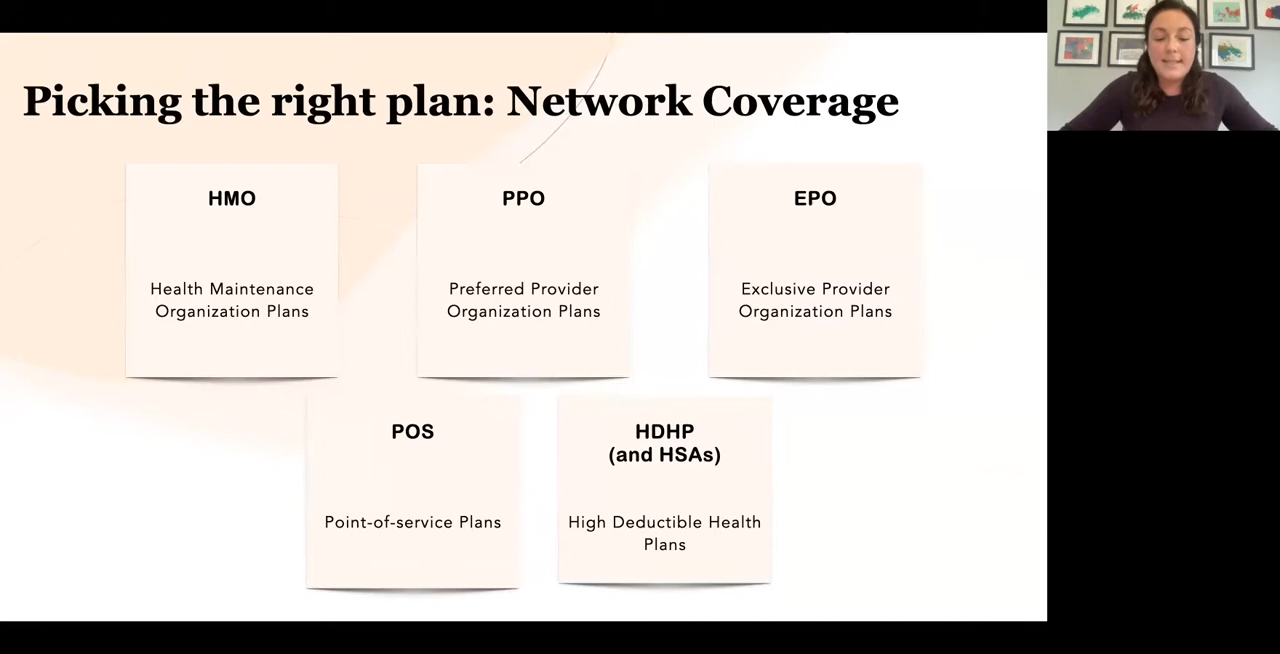 Picking the right plan: Network Coverage
HMO
Health Maintenance
Organization Plans
PPO
Preferred Provider
Organization Plans
EPO
Exclusive Provider
Organization Plans
POS
Point-of-service Plans
HDHP
(and HSAs)
High Deductible Health
Plans